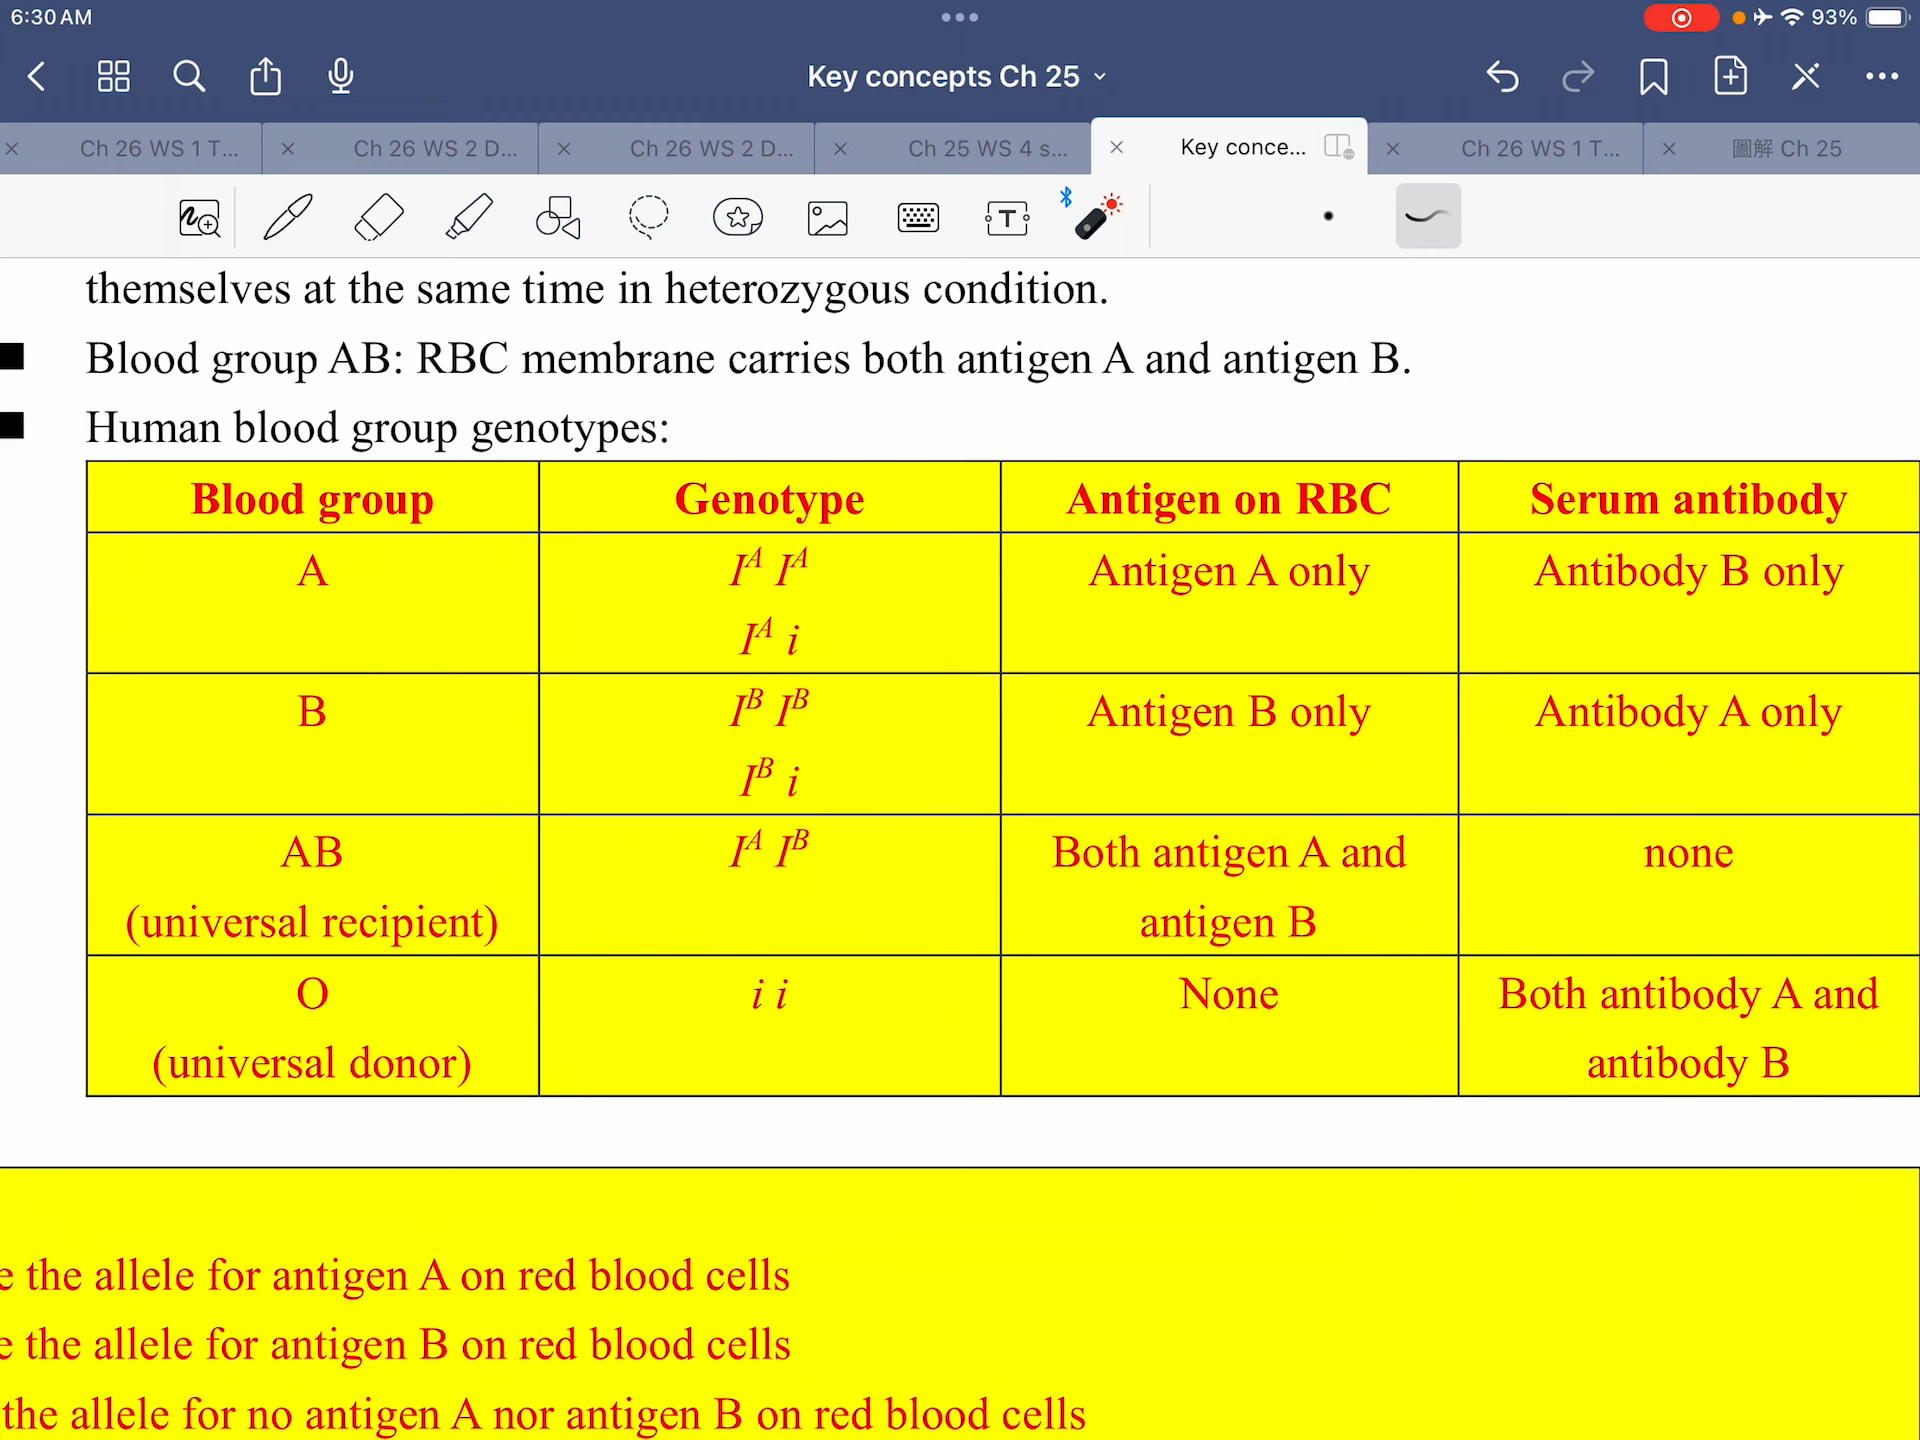 6:30 AM
93%
Key concepts Ch 25
Ch 26 WS 1 T...
Ch 26 WS 2 D...
Ch 26 WS 2 D...
Ch 25 WS 4 s...
Key conce...
Ch 26 WS 1 T...
圖解 Ch 25
themselves at the same time in heterozygous condition.
Blood group AB: RBC membrane carries both antigen A and antigen B.
Human blood group genotypes:
Blood group Genotype Antigen on RBC Serum antibody
A I^A I^A Antigen A only Antibody B only
I^A i
B I^B I^B Antigen B only Antibody A only
I^B i
AB I^A I^B Both antigen A and none
(universal recipient) antigen B
O i i None Both antibody A and
(universal donor) antibody B
e the allele for antigen A on red blood cells
e the allele for antigen B on red blood cells
the allele for no antigen A nor antigen B on red blood cells